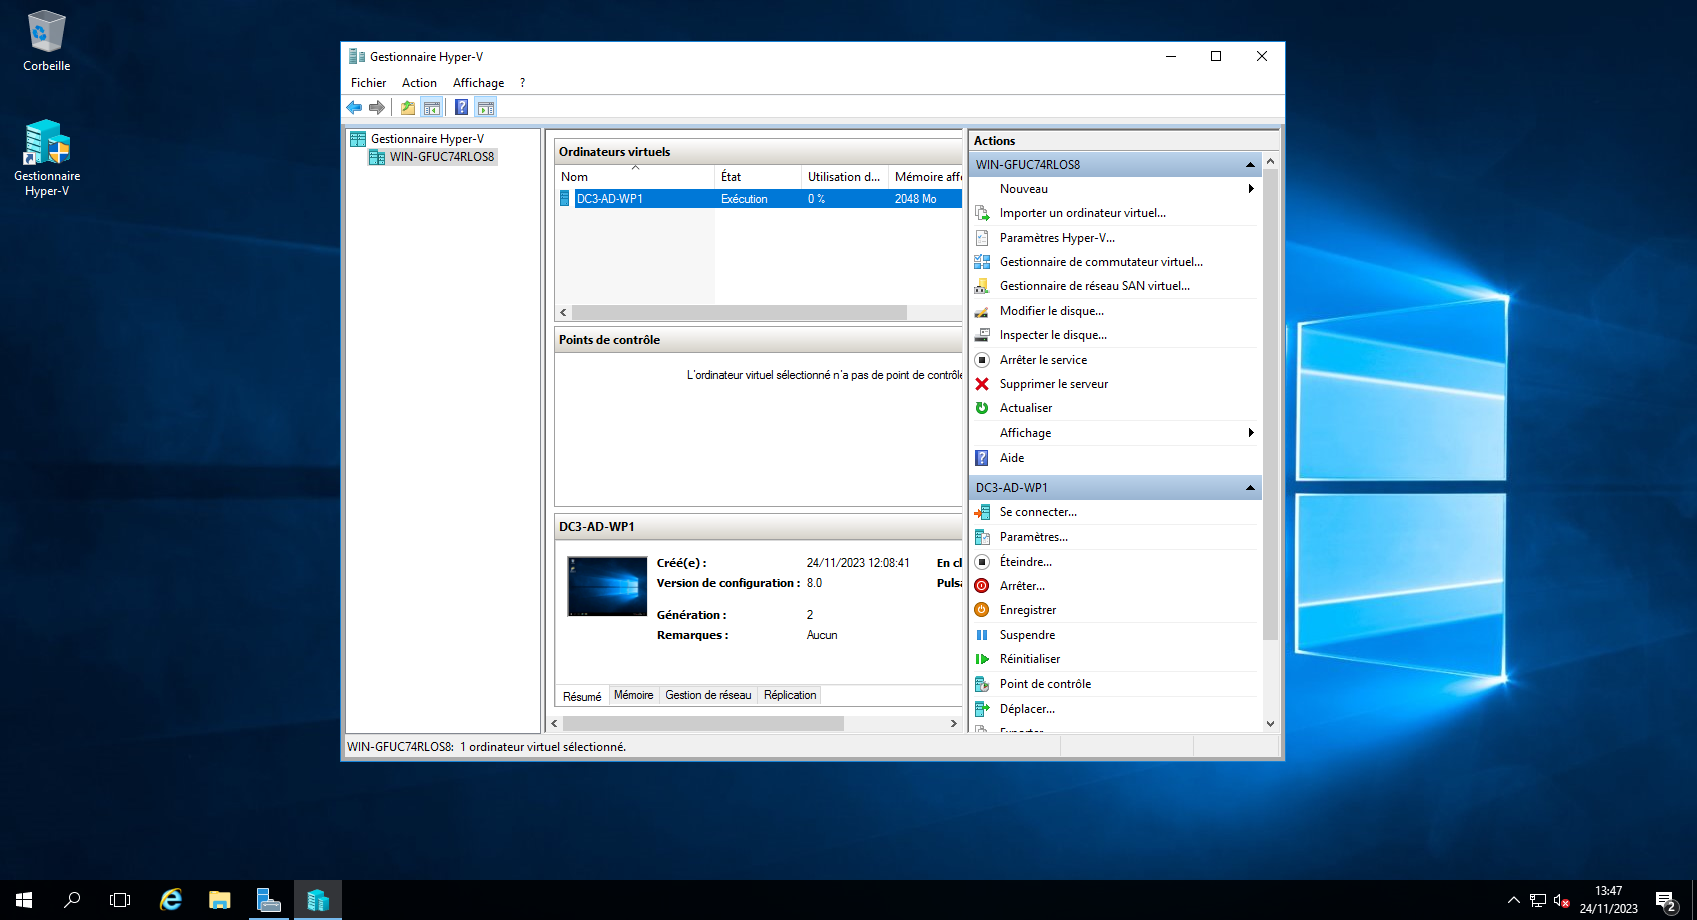 Corbeille
Gestionnaire
Hyper-V
Gestionnaire Hyper-V
Fichier Action Affichage ?
Gestionnaire Hyper-V
WIN-GFUC74RLOS8
Ordinateurs virtuels
Nom État Utilisation d... Mémoire affe
DC3-AD-WP1 Exécution 0 % 2048 Mo
Points de contrôle
L'ordinateur virtuel sélectionné n'a pas de point de contrôle
DC3-AD-WP1
Créé(e) : 24/11/2023 12:08:41 En cl
Version de configuration : 8.0 Pulsa
Génération : 2
Remarques : Aucun
Résumé Mémoire Gestion de réseau Réplication
Actions
WIN-GFUC74RLOS8
Nouveau
Importer un ordinateur virtuel...
Paramètres Hyper-V...
Gestionnaire de commutateur virtuel...
Gestionnaire de réseau SAN virtuel...
Modifier le disque...
Inspecter le disque...
Arrêter le service
Supprimer le serveur
Actualiser
Affichage
Aide
DC3-AD-WP1
Se connecter...
Paramètres...
Éteindre...
Arrêter...
Enregistrer
Suspendre
Réinitialiser
Point de contrôle
Déplacer...
Exporter...
WIN-GFUC74RLOS8: 1 ordinateur virtuel sélectionné.
13:47
24/11/2023
2